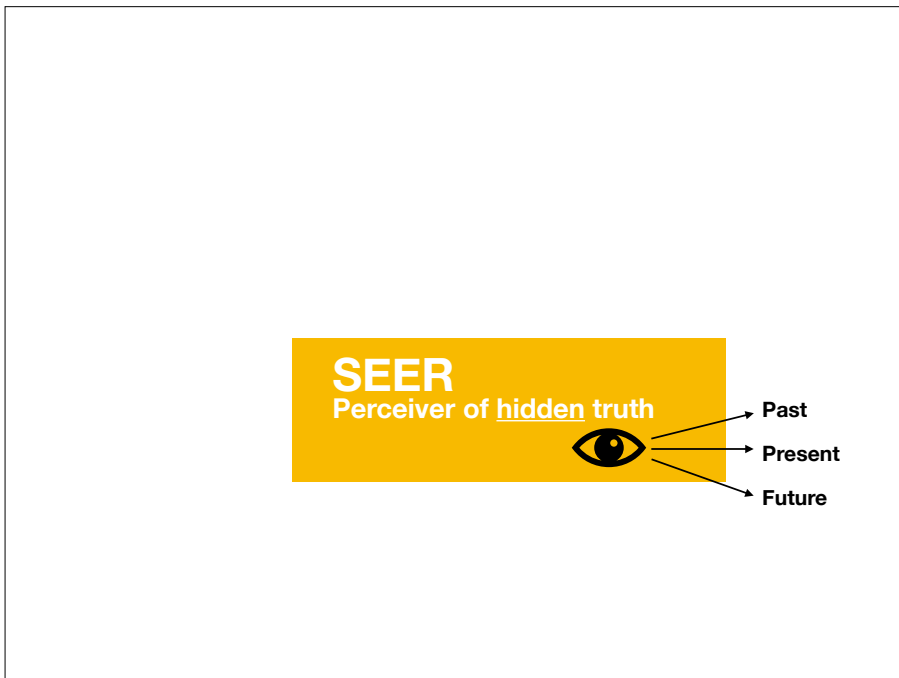 SEER
Perceiver of hidden truth
Past
Present
Future